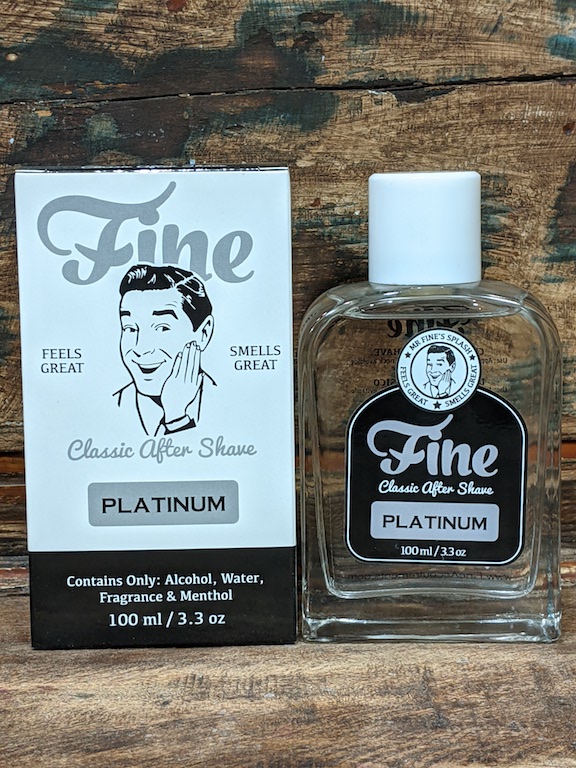 Fine
FEELS
GREAT
SMELLS
GREAT
Classic After Shave
PLATINUM
Contains Only: Alcohol, Water,
Fragrance & Menthol
100 ml / 3.3 oz
MR FINE'S SPLASH
FEELS GREAT ★ SMELLS GREAT
Fine
Classic After Shave
PLATINUM
100 ml / 3.3 oz